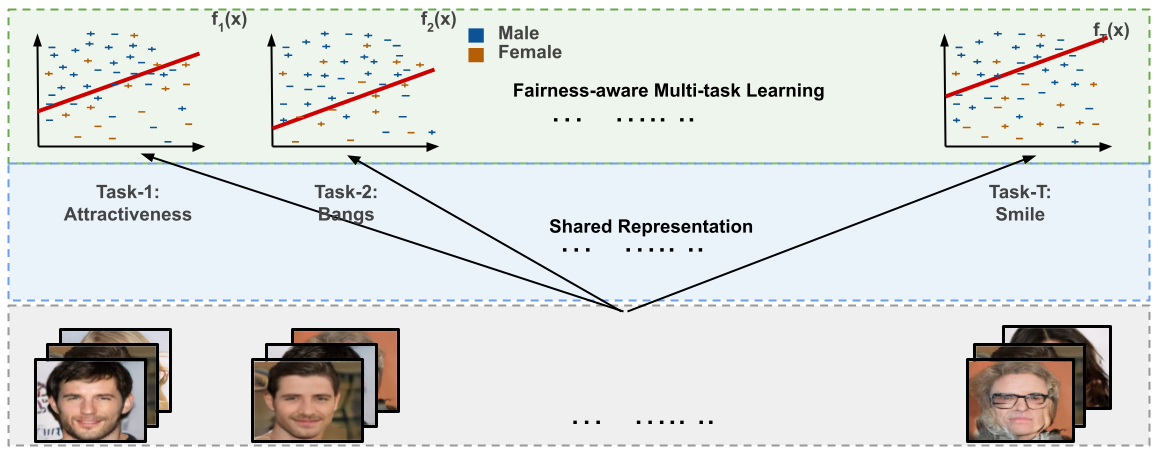 f1(x)
f2(x)
Male
Female
fT(x)
Fairness-aware Multi-task Learning
... ..... ..
Task-1:
Attractiveness
Task-2:
Bangs
Task-T:
Smile
Shared Representation
... ..... ..
... ..... ..